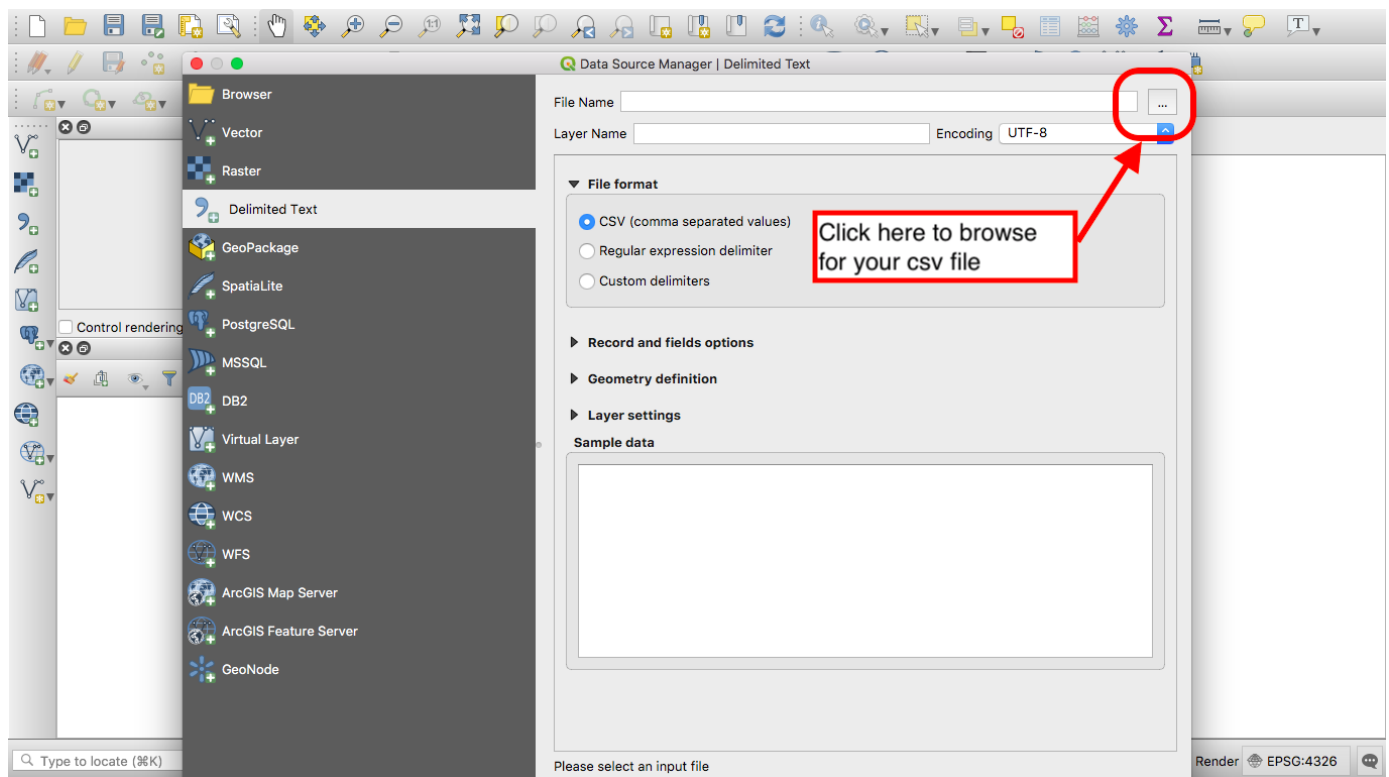 1:1
Σ
T
Data Source Manager | Delimited Text
Browser
Vector
Raster
Delimited Text
GeoPackage
SpatiaLite
PostgreSQL
MSSQL
DB2 DB2
Virtual Layer
WMS
WCS
WFS
ArcGIS Map Server
ArcGIS Feature Server
GeoNode
File Name
...
Layer Name
Encoding UTF-8
File format
CSV (comma separated values)
Regular expression delimiter
Custom delimiters
Click here to browse
for your csv file
Record and fields options
Geometry definition
Layer settings
Sample data
Please select an input file
Control rendering
Type to locate (⌘K)
Render EPSG:4326